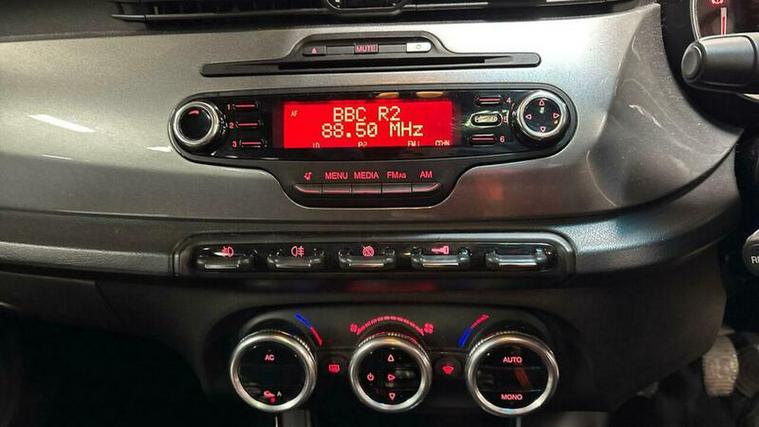 MUTE
AF
BBC R2
88.50 MHz
1
2
3
4
6
MENU MEDIA FMAS AM
AC
A
AUTO
MONO